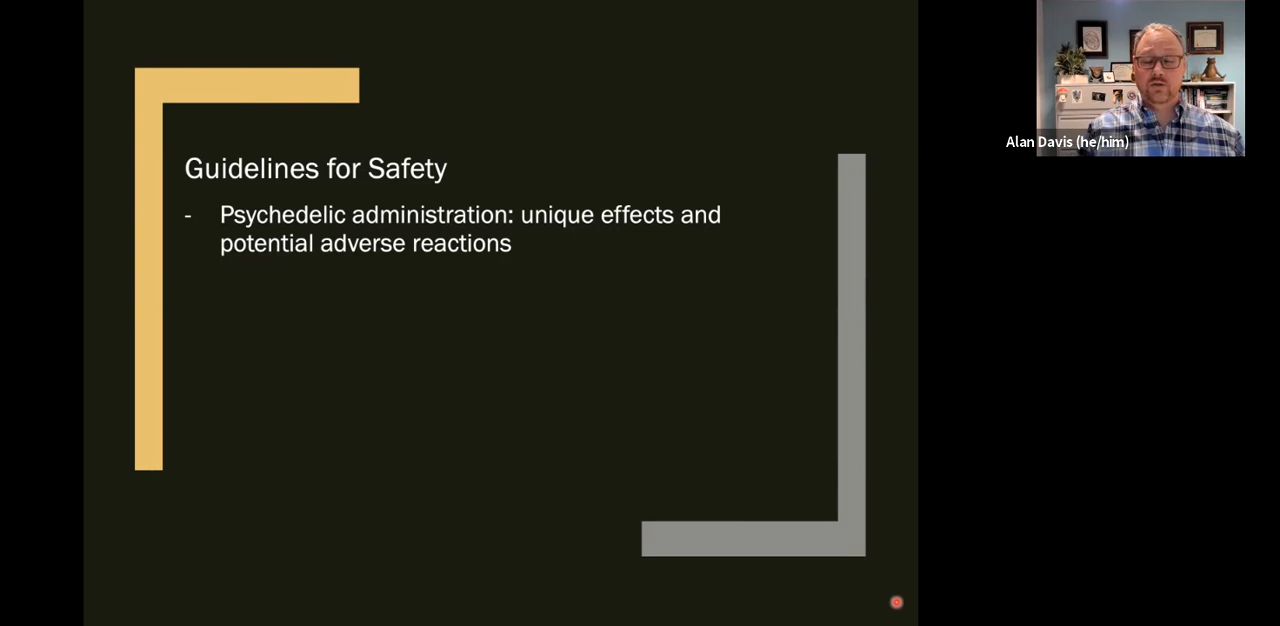 Guidelines for Safety
- Psychedelic administration: unique effects and
potential adverse reactions
Alan Davis (he/him)